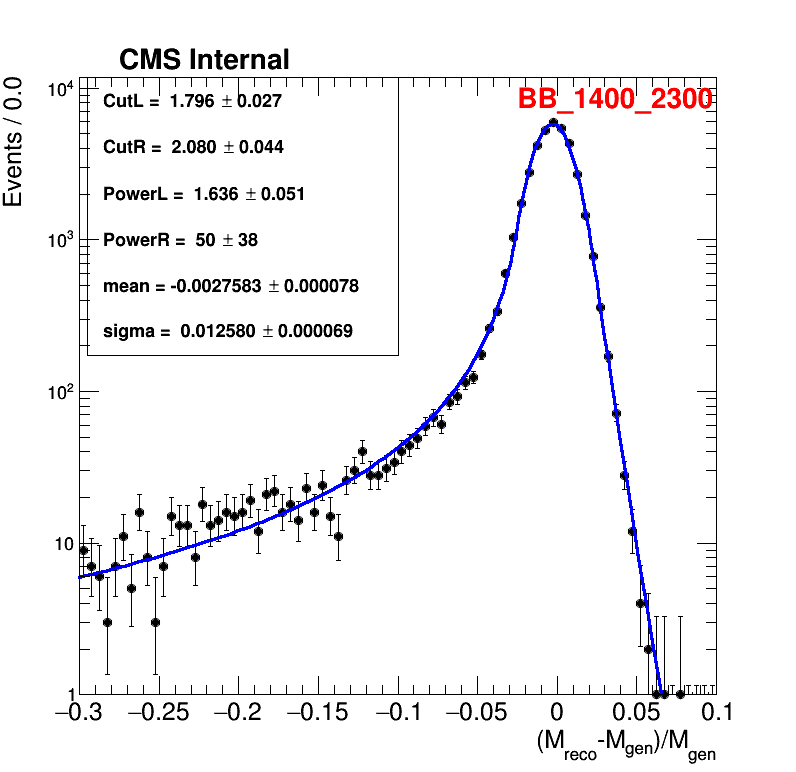 CMS Internal
Events / 0.0
BB_1400_2300
CutL = 1.796 ± 0.027
CutR = 2.080 ± 0.044
PowerL = 1.636 ± 0.051
PowerR = 50 ± 38
mean = -0.0027583 ± 0.000078
sigma = 0.012580 ± 0.000069
10⁴
10³
10²
10
1
−0.3 −0.25 −0.2 −0.15 −0.1 −0.05 0 0.05 0.1
(M_reco-M_gen)/M_gen